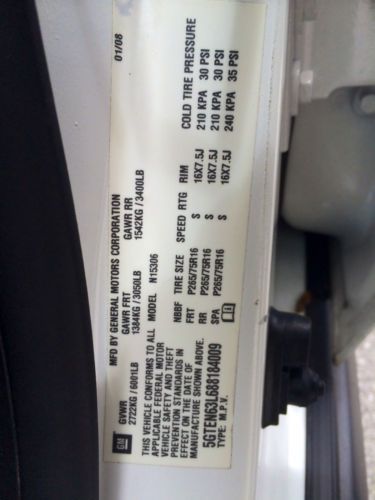 MFD BY GENERAL MOTORS CORPORATION 01/08
GVWR GAWR FRT GAWR RR
2722KG / 6001LB 1384KG / 3050LB 1542KG / 3400LB
GM
THIS VEHICLE CONFORMS TO ALL MODEL N15306
APPLICABLE FEDERAL MOTOR
VEHICLE SAFETY AND THEFT
PREVENTION STANDARDS IN
EFFECT ON THE DATE OF
MANUFACTURE SHOWN ABOVE.
5GTEN63L688184009
TYPE: M.P.V.
NBBF TIRE SIZE SPEED RTG RIM COLD TIRE PRESSURE
FRT P265/75R16 S 16X7.5J 210 KPA 30 PSI
RR P265/75R16 S 16X7.5J 210 KPA 30 PSI
SPA P265/75R16 S 16X7.5J 240 KPA 35 PSI